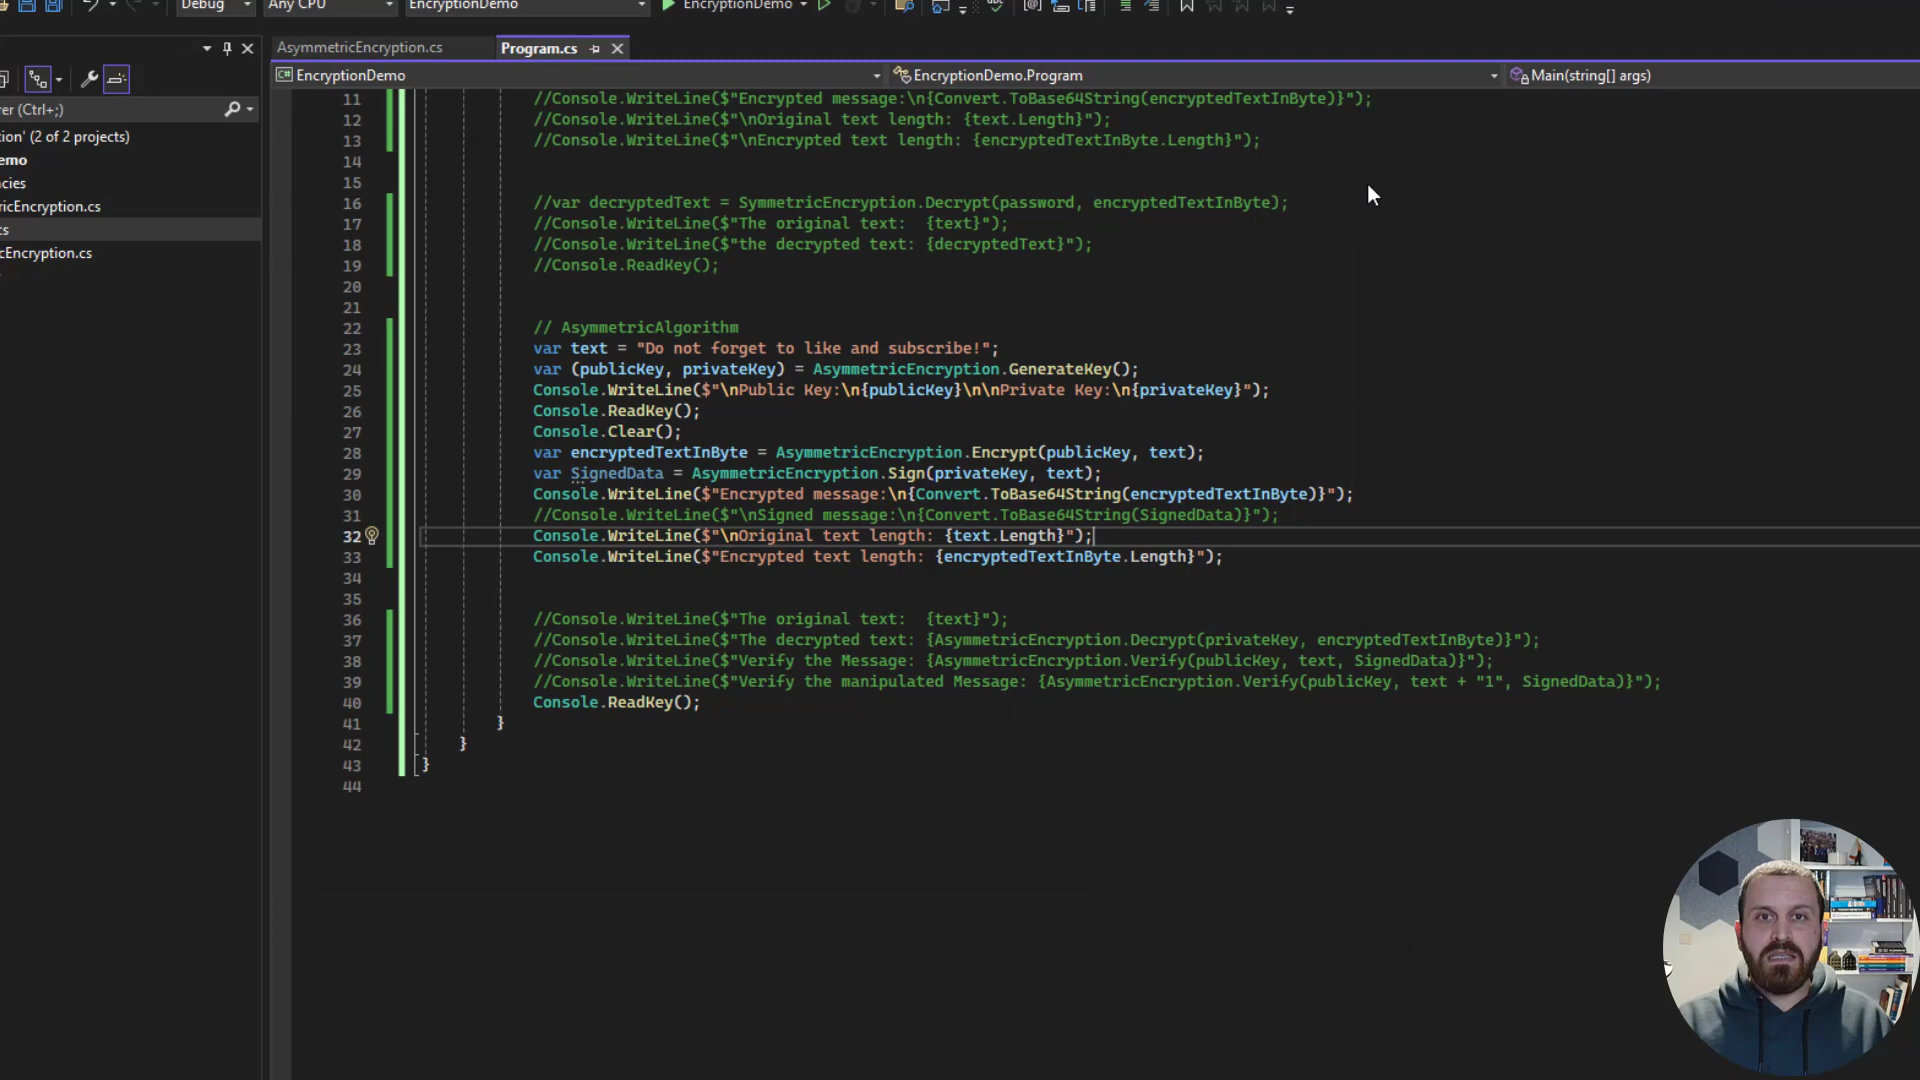 Debug
Any CPU
EncryptionDemo
EncryptionDemo
AsymmetricEncryption.cs
Program.cs
EncryptionDemo
EncryptionDemo.Program
Main(string[] args)
rer (Ctrl+;)
tion' (2 of 2 projects)
emo
cies
ricEncryption.cs
cs
cEncryption.cs
11 //Console.WriteLine($"Encrypted message:\n{Convert.ToBase64String(encryptedTextInByte)}");
12 //Console.WriteLine($"\nOriginal text length: {text.Length}");
13 //Console.WriteLine($"\nEncrypted text length: {encryptedTextInByte.Length}");
14
15
16 //var decryptedText = SymmetricEncryption.Decrypt(password, encryptedTextInByte);
17 //Console.WriteLine($"The original text:  {text}");
18 //Console.WriteLine($"the decrypted text: {decryptedText}");
19 //Console.ReadKey();
20
21
22 // AsymmetricAlgorithm
23 var text = "Do not forget to like and subscribe!";
24 var (publicKey, privateKey) = AsymmetricEncryption.GenerateKey();
25 Console.WriteLine($"\nPublic Key:\n{publicKey}\n\nPrivate Key:\n{privateKey}");
26 Console.ReadKey();
27 Console.Clear();
28 var encryptedTextInByte = AsymmetricEncryption.Encrypt(publicKey, text);
29 var SignedData = AsymmetricEncryption.Sign(privateKey, text);
30 Console.WriteLine($"Encrypted message:\n{Convert.ToBase64String(encryptedTextInByte)}");
31 //Console.WriteLine($"\nSigned message:\n{Convert.ToBase64String(SignedData)}");
32 Console.WriteLine($"\nOriginal text length: {text.Length}");
33 Console.WriteLine($"Encrypted text length: {encryptedTextInByte.Length}");
34
35
36 //Console.WriteLine($"The original text:  {text}");
37 //Console.WriteLine($"The decrypted text: {AsymmetricEncryption.Decrypt(privateKey, encryptedTextInByte)}");
38 //Console.WriteLine($"Verify the Message: {AsymmetricEncryption.Verify(publicKey, text, SignedData)}");
39 //Console.WriteLine($"Verify the manipulated Message: {AsymmetricEncryption.Verify(publicKey, text + "1", SignedData)}");
40 Console.ReadKey();
41 }
42 }
43 }
44